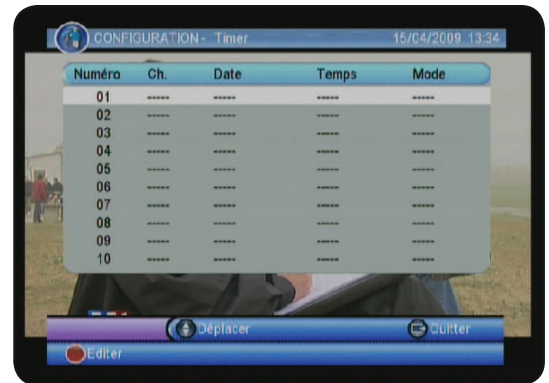 CONFIGURATION - Timer 15/04/2009 13:34
Numéro Ch. Date Temps Mode
01 ----- ----- ----- -----
02 ----- ----- ----- -----
03 ----- ----- ----- -----
04 ----- ----- ----- -----
05 ----- ----- ----- -----
06 ----- ----- ----- -----
07 ----- ----- ----- -----
08 ----- ----- ----- -----
09 ----- ----- ----- -----
10 ----- ----- ----- -----
Déplacer Quitter
Editer